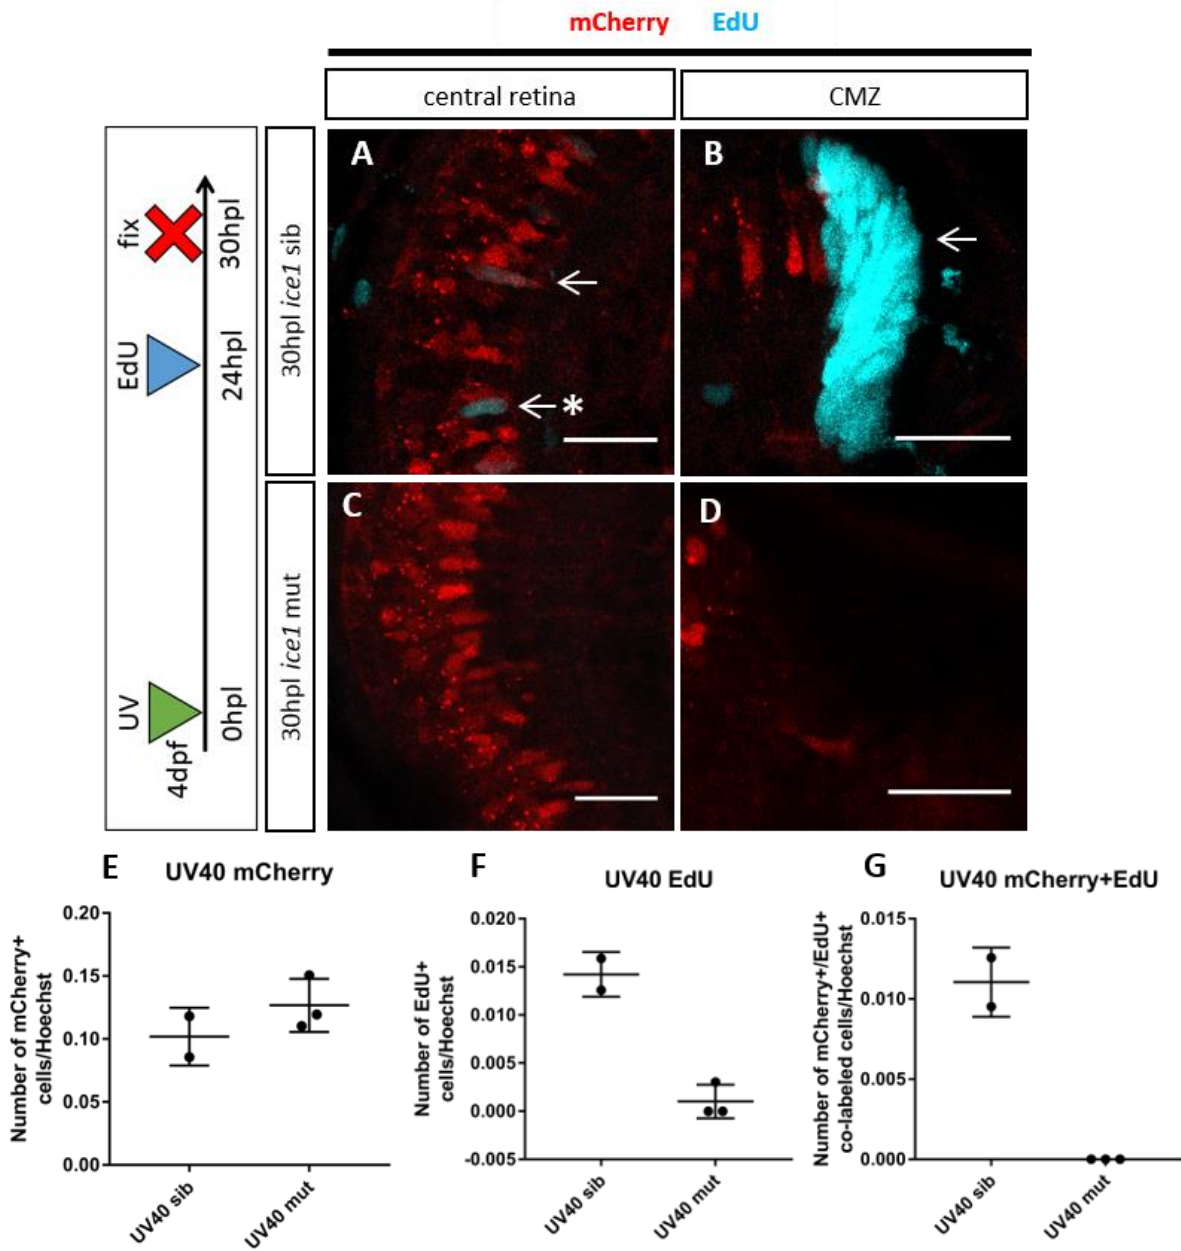 mCherry EdU
central retina CMZ
fix
30hpl
EdU
24hpl
UV
0hpl
4dpf
30hpl ice1 sib
30hpl ice1 mut
A
B
*
C
D
E
UV40 mCherry
Number of mCherry+
cells/Hoechst
0.20
0.15
0.10
0.05
0.00
UV40 sib
UV40 mut
F
UV40 EdU
Number of EdU+
cells/Hoechst
0.020
0.015
0.010
0.005
0.000
-0.005
UV40 sib
UV40 mut
G
UV40 mCherry+EdU
Number of mCherry+/EdU+
co-labeled cells/Hoechst
0.015
0.010
0.005
0.000
UV40 sib
UV40 mut